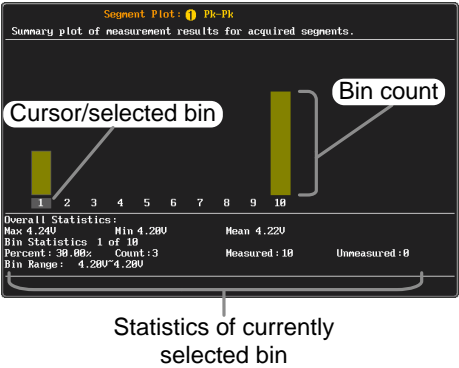 Segment Plot: 1 Pk-Pk
Summary plot of measurement results for acquired segments.
Bin count
Cursor/selected bin
1 2 3 4 5 6 7 8 9 10
Overall Statistics:
Max 4.24V Min 4.20V Mean 4.22V
Bin Statistics 1 of 10
Percent: 30.00% Count:3 Measured:10 Unmeasured:0
Bin Range: 4.20V~4.20V
Statistics of currently
selected bin